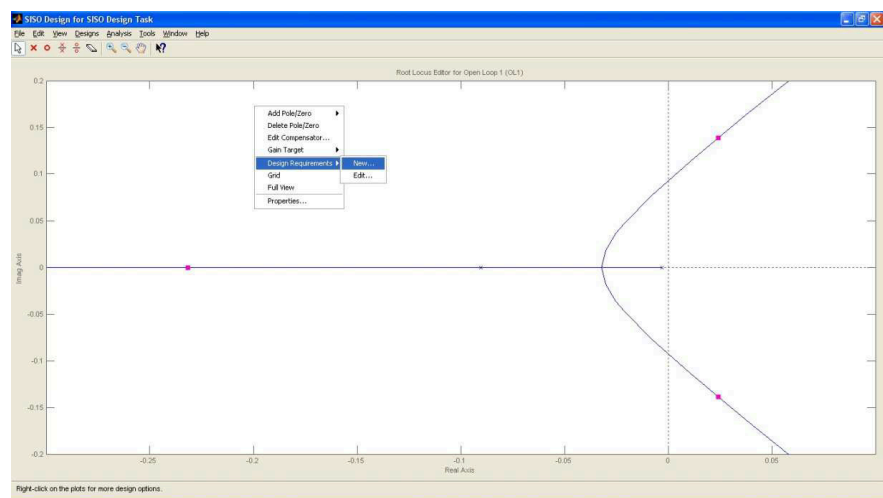 SISO Design for SISO Design Task
File Edit View Designs Analysis Tools Window Help
Root Locus Editor for Open Loop 1 (OL1)
0.2
0.15
0.1
0.05
0
-0.05
-0.1
-0.15
-0.2
Imag Axis
Add Pole/Zero
Delete Pole/Zero
Edit Compensator...
Gain Target
Design Requirements
New...
Edit...
Grid
Full View
Properties...
-0.25 -0.2 -0.15 -0.1 -0.05 0 0.05
Real Axis
Right-click on the plots for more design options.